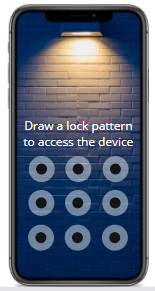 Draw a lock pattern
to access the device